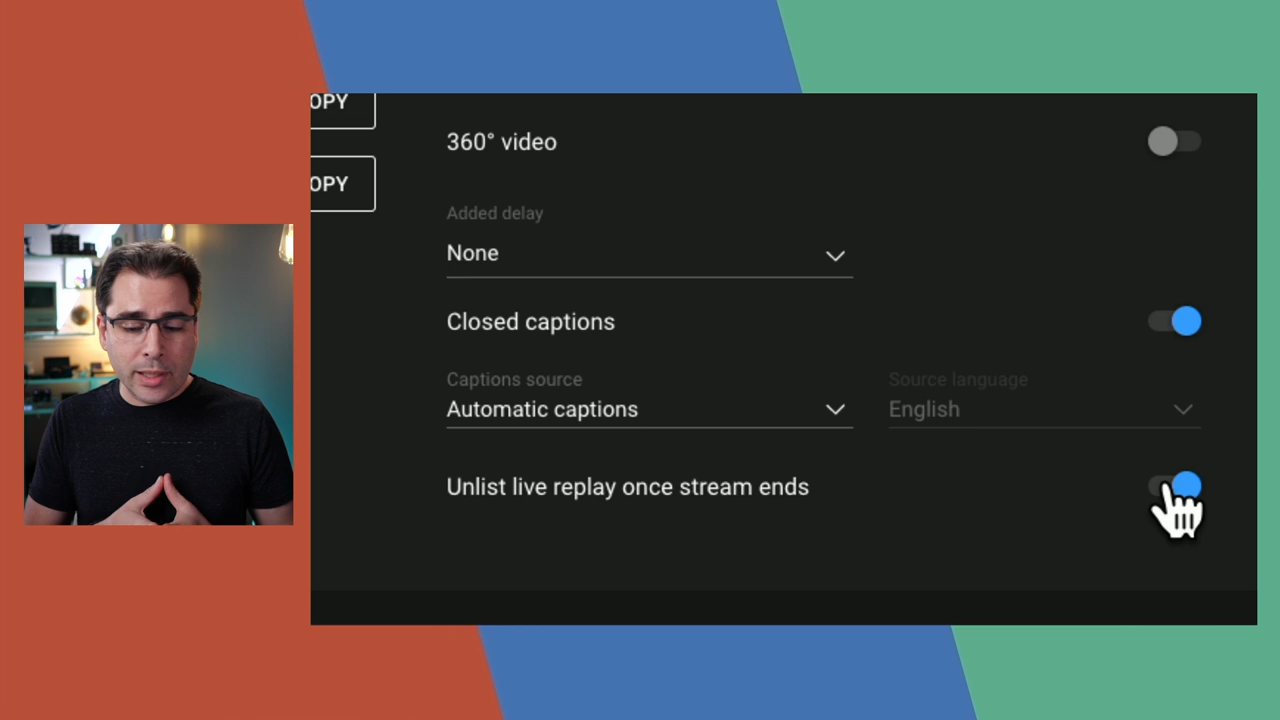 OPY
360° video
OPY
Added delay
None
Closed captions
Captions source
Source language
Automatic captions
English
Unlist live replay once stream ends